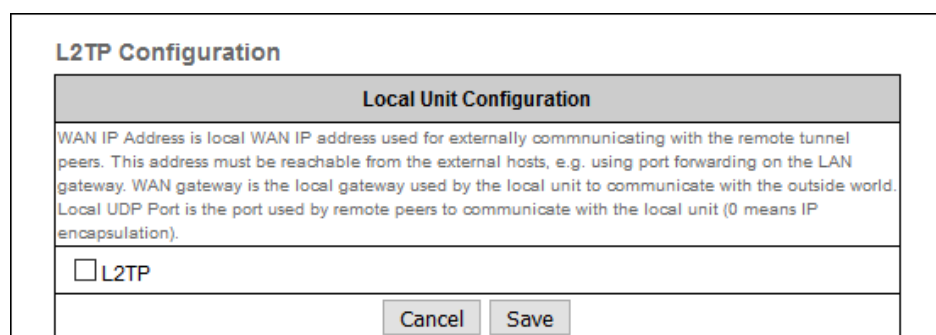 L2TP Configuration
Local Unit Configuration
WAN IP Address is local WAN IP address used for externally commnunicating with the remote tunnel
peers. This address must be reachable from the external hosts, e.g. using port forwarding on the LAN
gateway. WAN gateway is the local gateway used by the local unit to communicate with the outside world.
Local UDP Port is the port used by remote peers to communicate with the local unit (0 means IP
encapsulation).
L2TP
Cancel Save